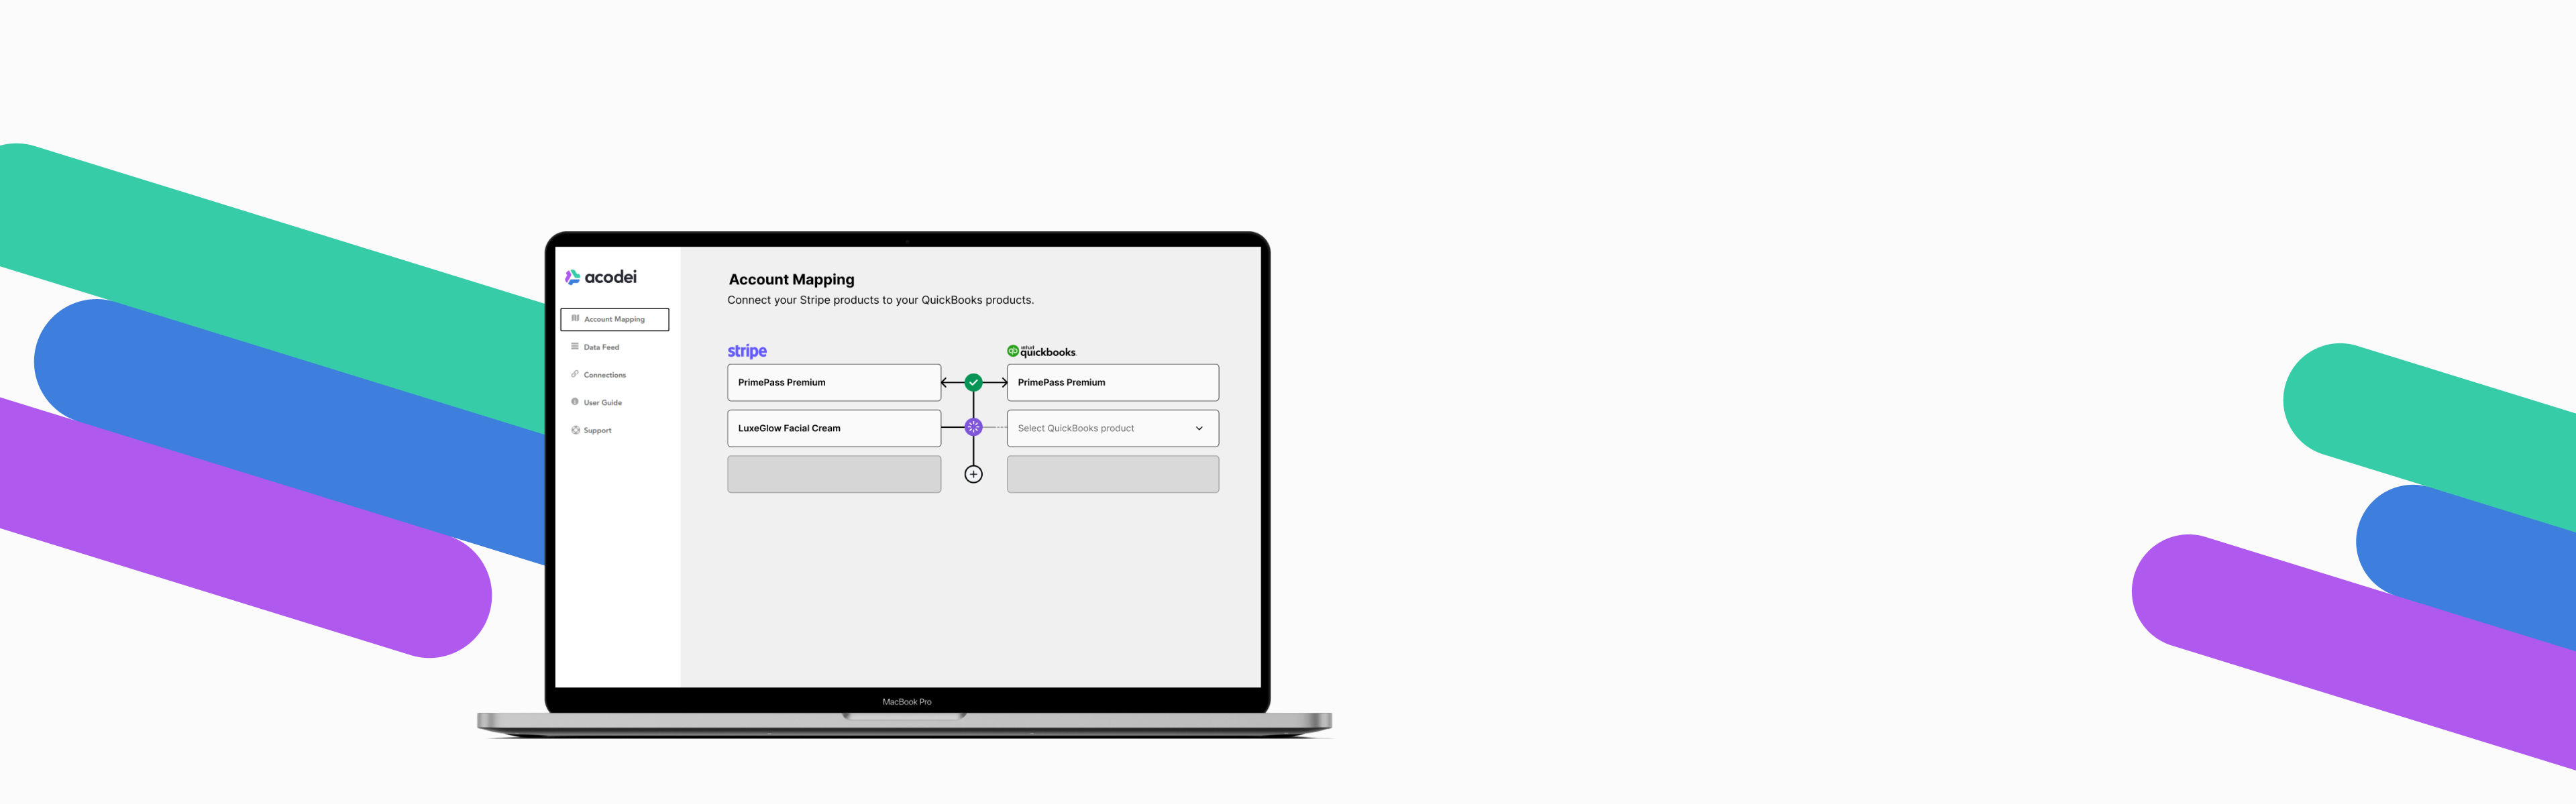 acodei
Account Mapping
Data Feed
Connections
User Guide
Support
Account Mapping
Connect your Stripe products to your QuickBooks products.
stripe
intuit
qb quickbooks.
PrimePass Premium
PrimePass Premium
LuxeGlow Facial Cream
Select QuickBooks product
MacBook Pro